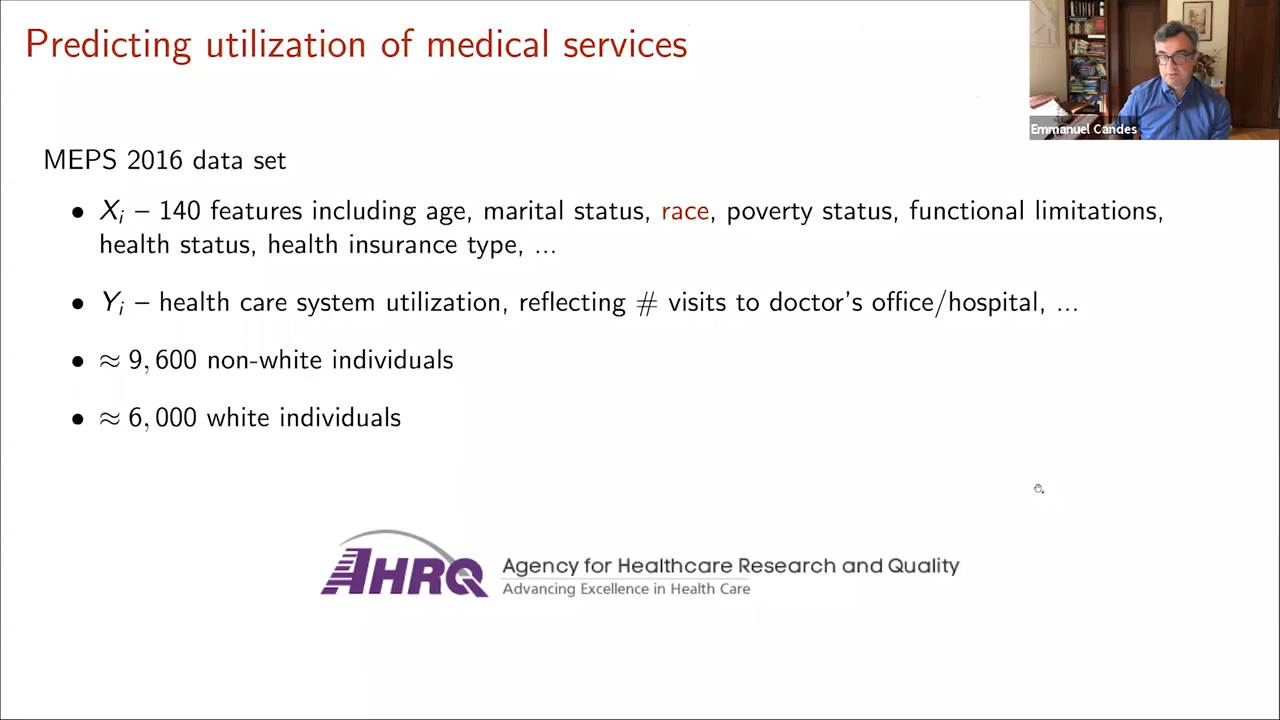 Predicting utilization of medical services
Emmanuel Candes
MEPS 2016 data set
• Xᵢ – 140 features including age, marital status, race, poverty status, functional limitations,
health status, health insurance type, ...
• Yᵢ – health care system utilization, reflecting # visits to doctor's office/hospital, ...
• ≈ 9, 600 non-white individuals
• ≈ 6, 000 white individuals
AHRQ
Agency for Healthcare Research and Quality
Advancing Excellence in Health Care